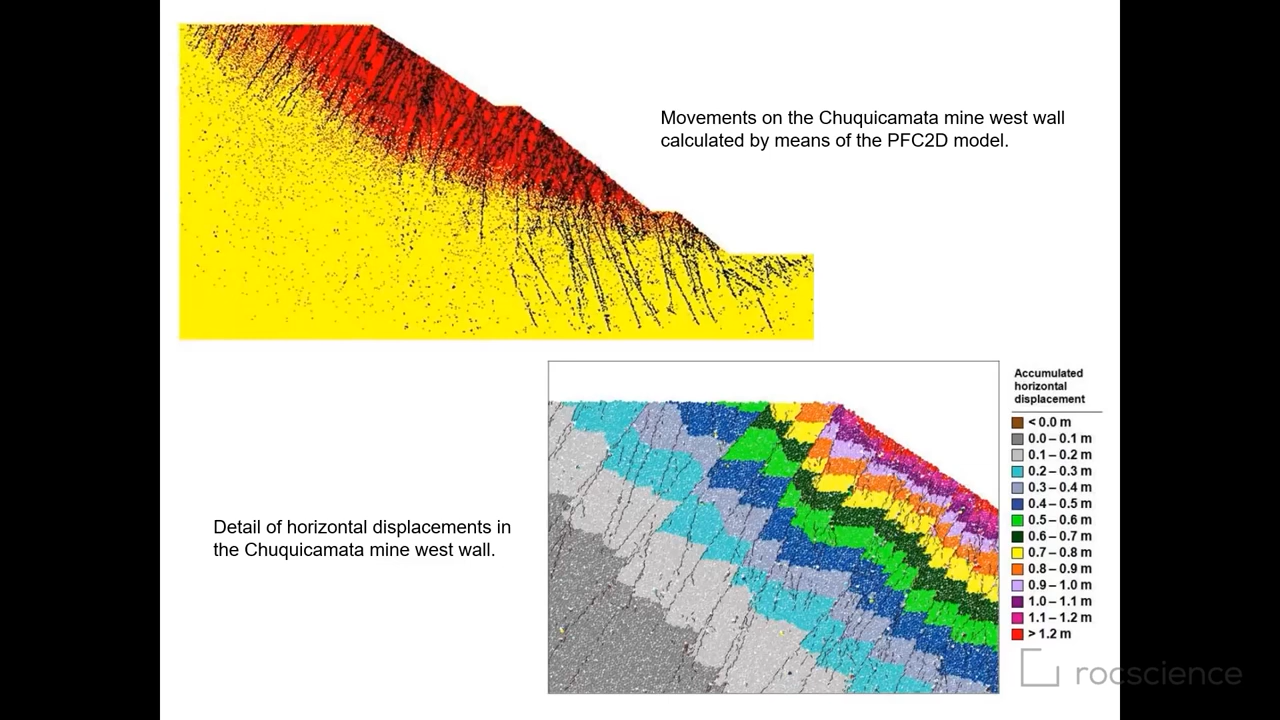 Movements on the Chuquicamata mine west wall
calculated by means of the PFC2D model.
Detail of horizontal displacements in
the Chuquicamata mine west wall.
Accumulated
horizontal
displacement
< 0.0 m
0.0 – 0.1 m
0.1 – 0.2 m
0.2 – 0.3 m
0.3 – 0.4 m
0.4 – 0.5 m
0.5 – 0.6 m
0.6 – 0.7 m
0.7 – 0.8 m
0.8 – 0.9 m
0.9 – 1.0 m
1.0 – 1.1 m
1.1 – 1.2 m
> 1.2 m
rocscience